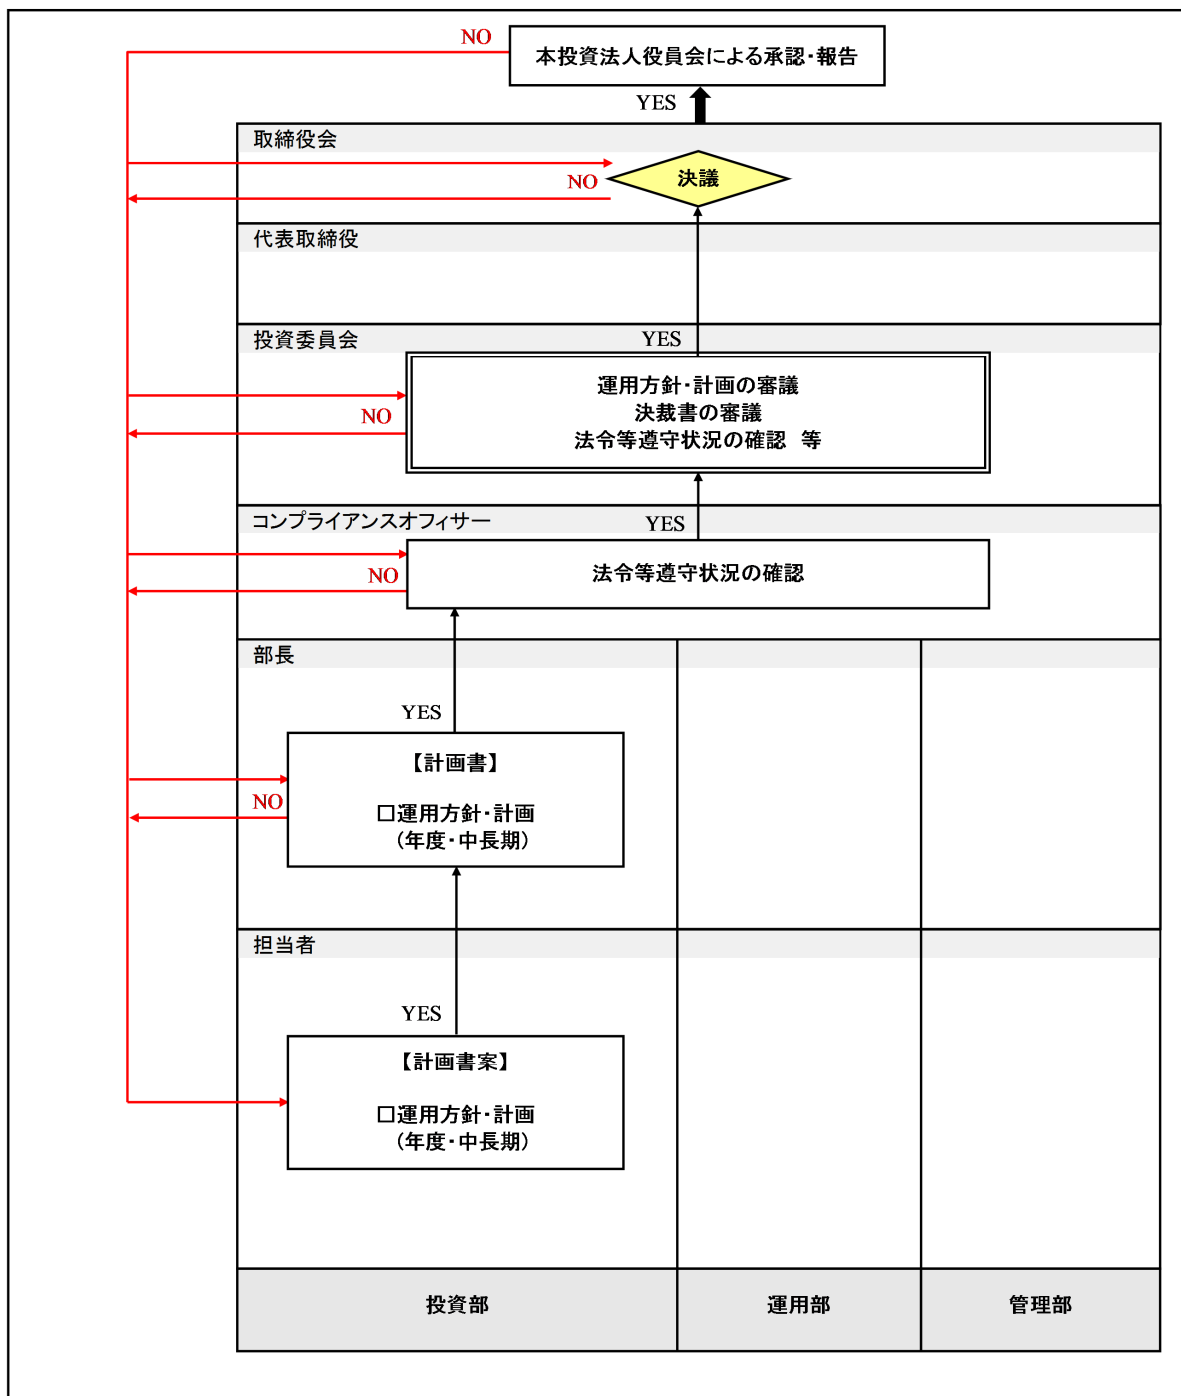 NO
本投資法人役員会による承認・報告
YES
取締役会
決議
NO
代表取締役
投資委員会
YES
運用方針・計画の審議
決裁書の審議
法令等遵守状況の確認 等
NO
コンプライアンスオフィサー
YES
法令等遵守状況の確認
NO
部長
YES
【計画書】
NO
□運用方針・計画
（年度・中長期）
担当者
YES
【計画書案】
□運用方針・計画
（年度・中長期）
投資部
運用部
管理部